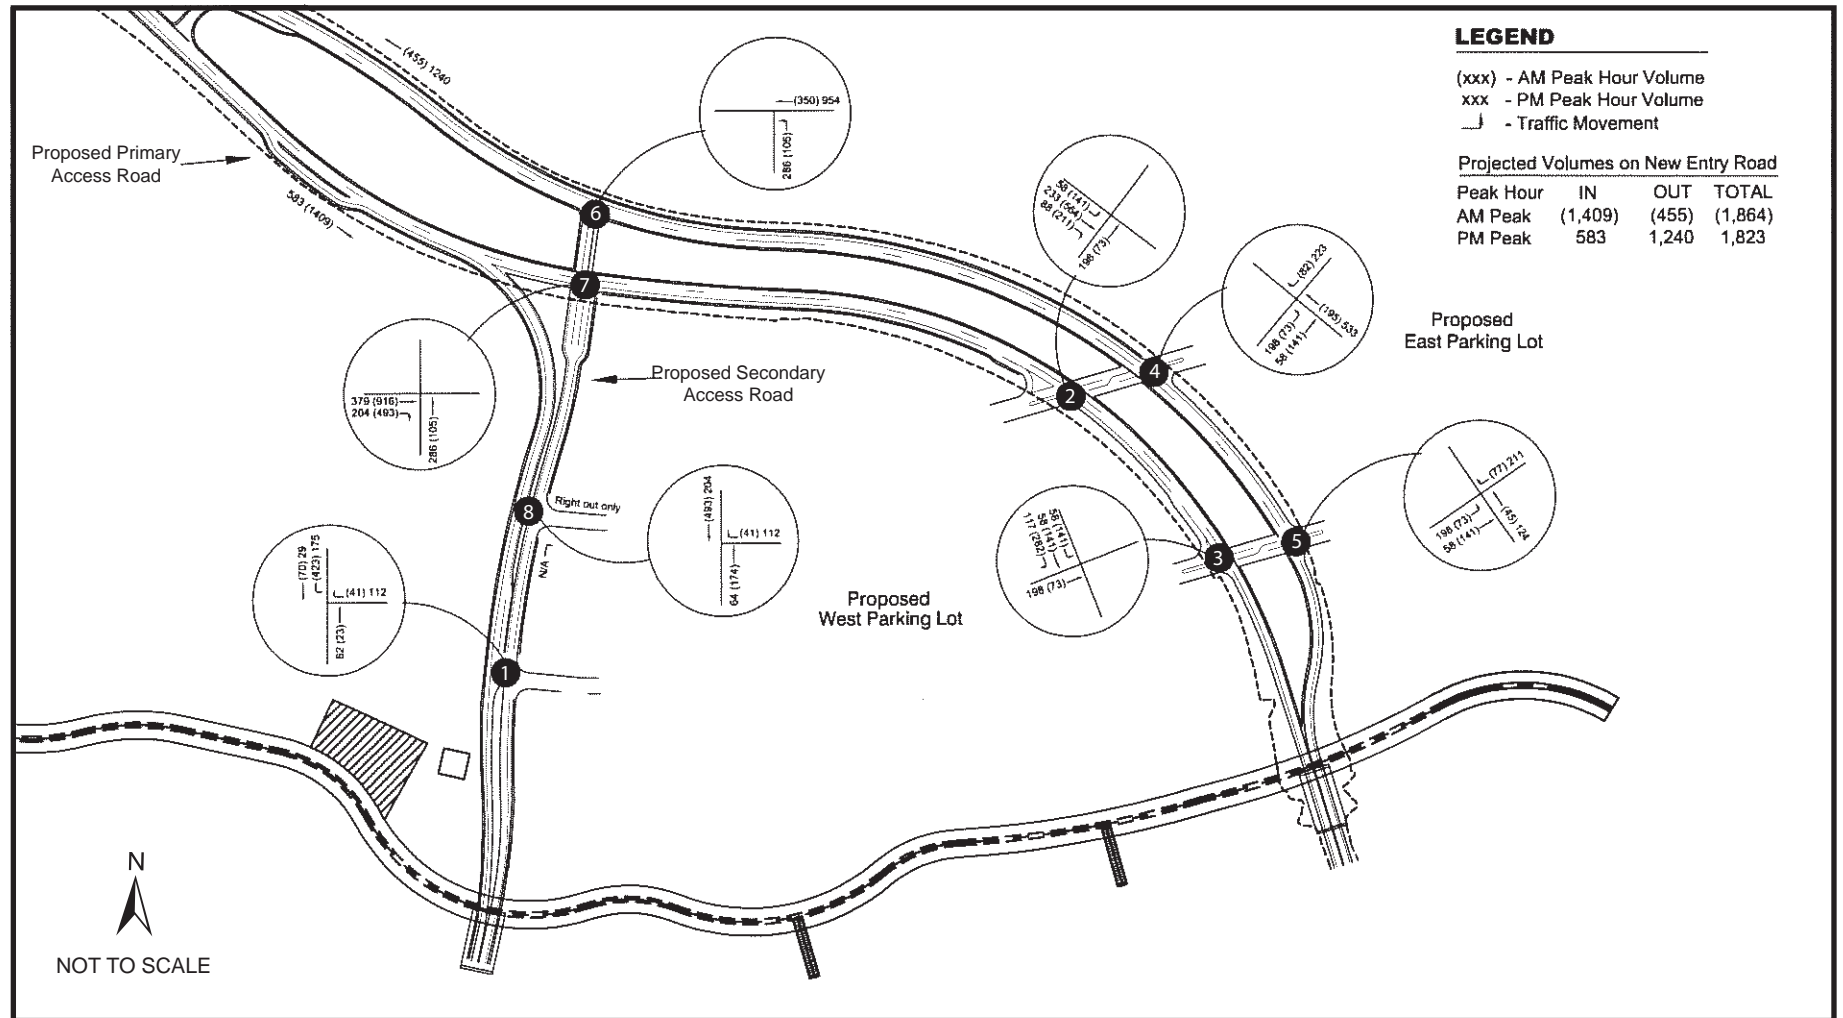 LEGEND
(xxx) - AM Peak Hour Volume
xxx - PM Peak Hour Volume
- Traffic Movement
Projected Volumes on New Entry Road
Peak Hour IN OUT TOTAL
AM Peak (1,409) (455) (1,864)
PM Peak 583 1,240 1,823
(455) 1240
Proposed Primary
Access Road
583 (1409)
(350) 954
286 (105)
6
7
58 (141)
233 (564)
88 (211)
198 (73)
(82) 223
(195) 533
198 (73)
58 (141)
Proposed
East Parking Lot
Proposed Secondary
Access Road
379 (916)
204 (493)
286 (105)
2
4
Right out only
8
N/A
(493) 204
(41) 112
64 (174)
(70) 29
(423) 175
(41) 112
62 (23)
1
Proposed
West Parking Lot
58 (141)
58 (141)
117 (282)
198 (73)
3
5
(77) 211
(45) 124
198 (73)
58 (141)
N
NOT TO SCALE